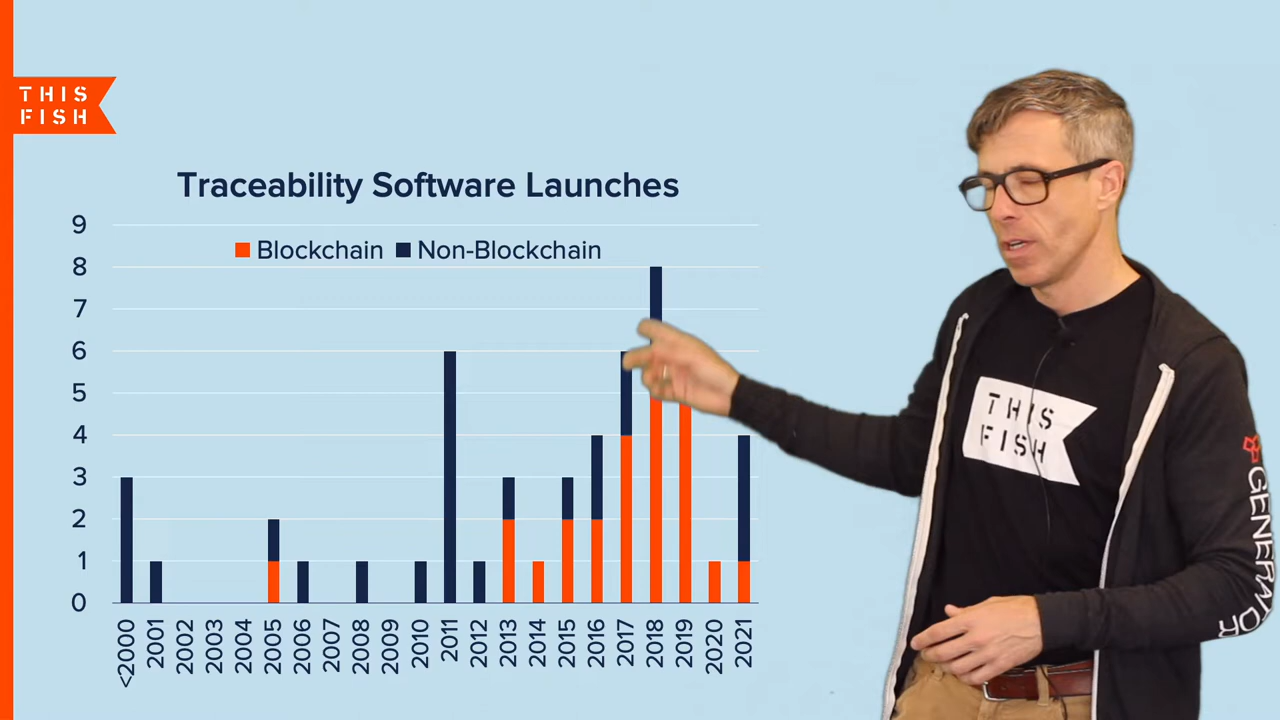 THIS
FISH
Traceability Software Launches
9
Blockchain Non-Blockchain
8
7
6
5
4
3
2
1
0
<2000 2001 2002 2003 2004 2005 2006 2007 2008 2009 2010 2011 2012 2013 2014 2015 2016 2017 2018 2019 2020 2021
THIS
FISH
GENERATOR